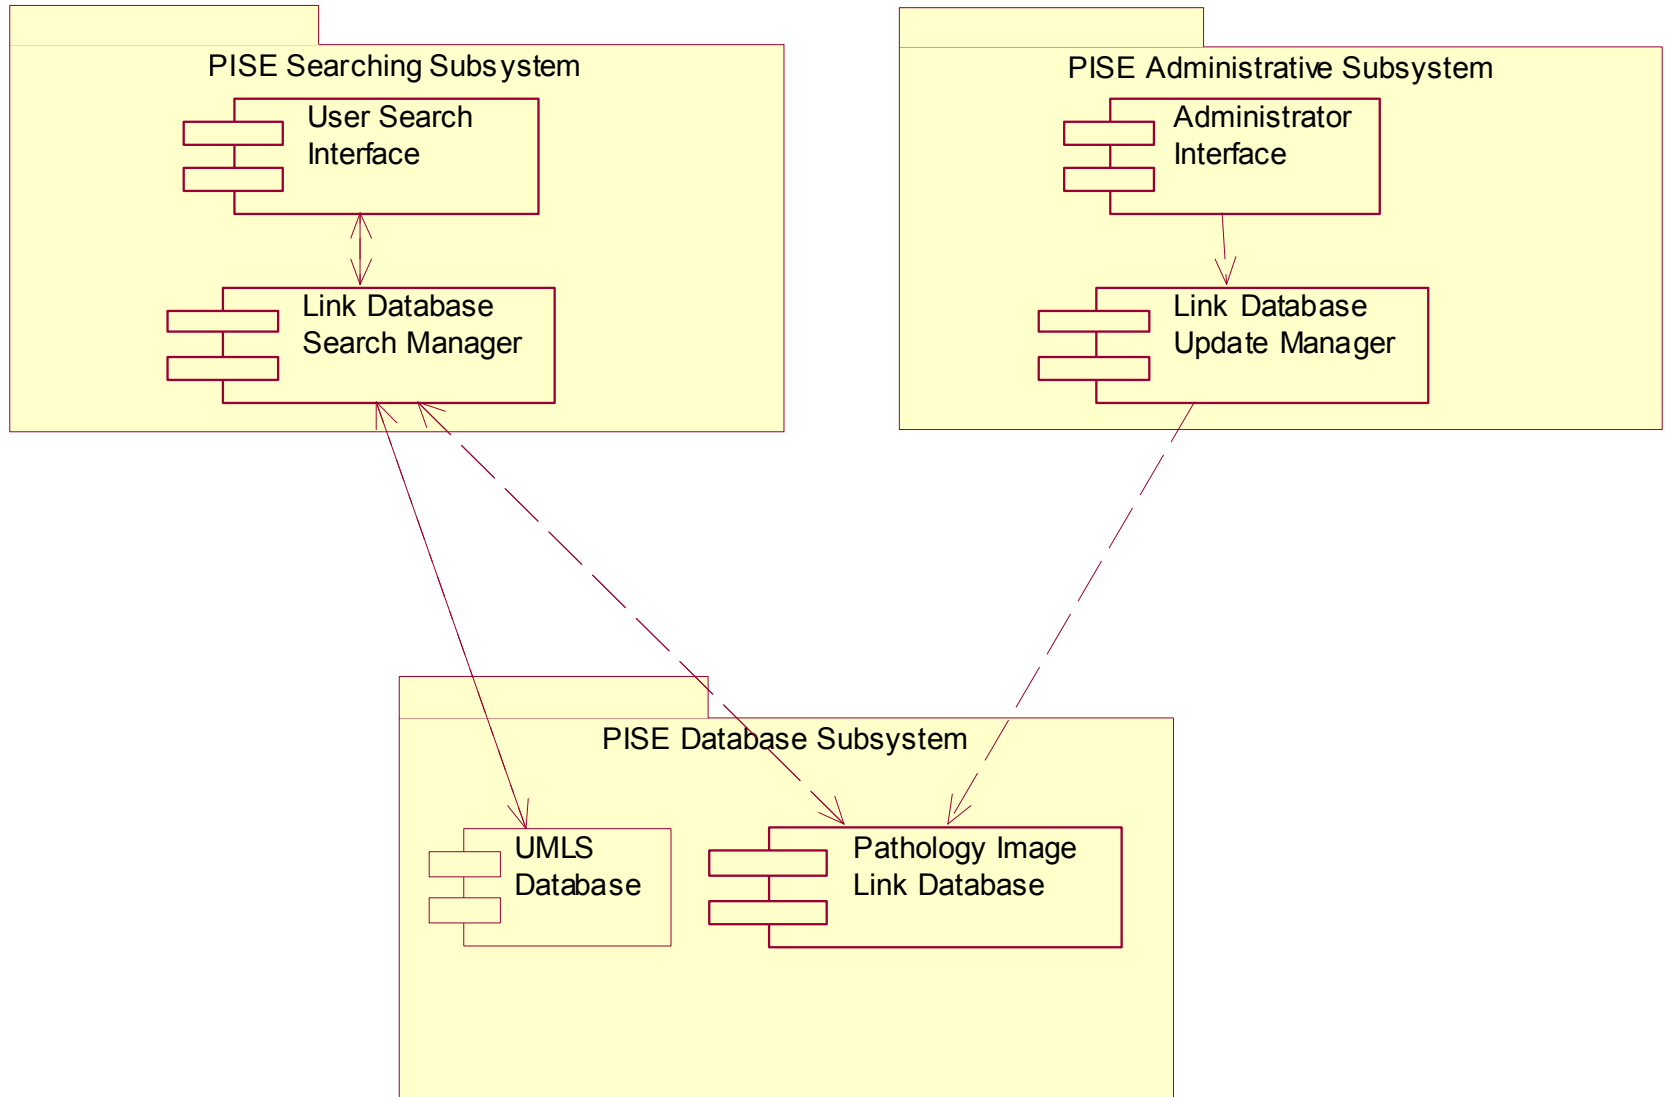 PISE Searching Subsystem
User Search
Interface
Link Database
Search Manager
PISE Administrative Subsystem
Administrator
Interface
Link Database
Update Manager
PISE Database Subsystem
UMLS
Database
Pathology Image
Link Database